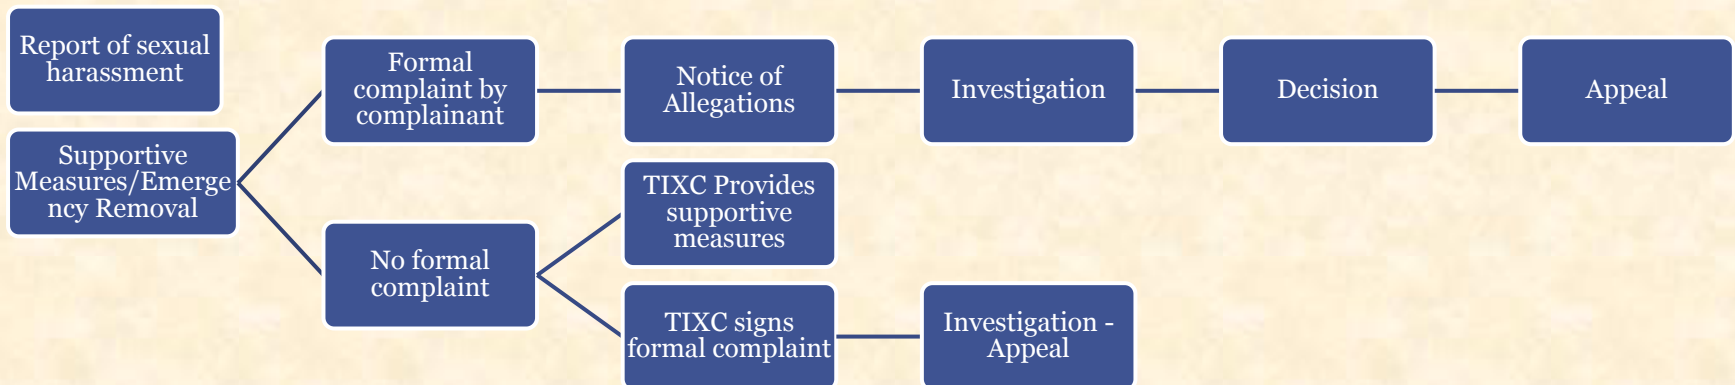 Report of sexual
harassment
Supportive
Measures/Emerge
ncy Removal
Formal
complaint by
complainant
Notice of
Allegations
Investigation
Decision
Appeal
No formal
complaint
TIXC Provides
supportive
measures
TIXC signs
formal complaint
Investigation -
Appeal